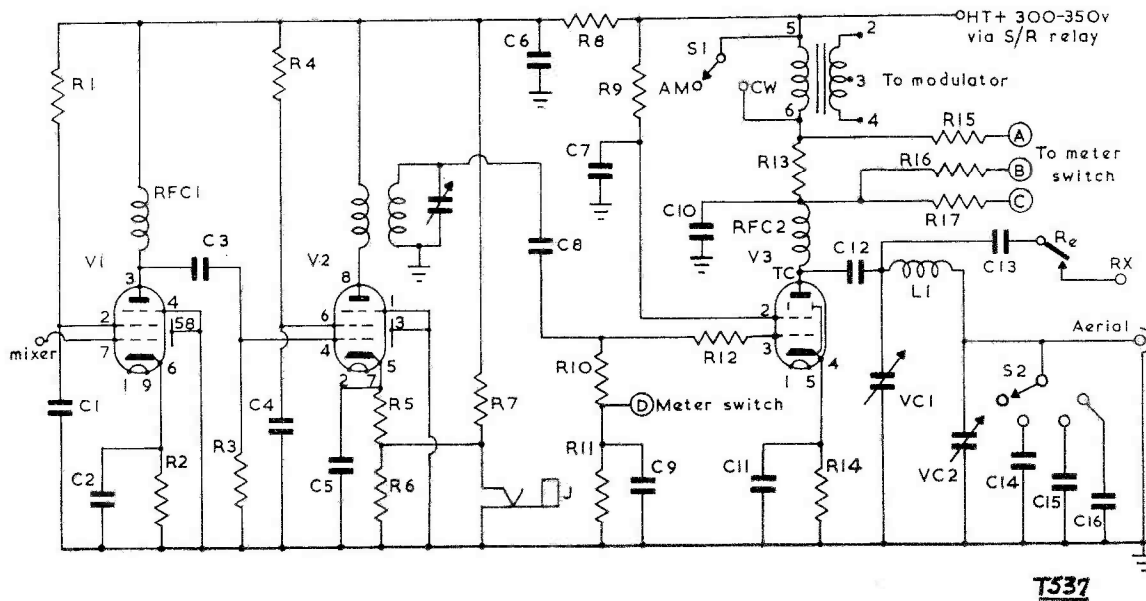 HT+ 300-350v
via S/R relay
C6
R8
S1
5
2
R1
R4
R9
AM
CW
3
To modulator
6
4
R15
A
C7
R13
R16
B
To meter
switch
RFC1
C10
R17
C
C3
C8
RFC2
V1
V2
V3
C12
C13
Re
RX
3
8
TC
L1
2
4
58
6
1
3
2
mixer
7
6
4
5
R12
3
4
Aerial
1 9
2
7
R10
1 5
S2
D
Meter switch
VC1
C1
C4
R5
R7
R11
R3
C2
R2
C5
R6
J
C9
C11
R14
VC2
C14
C15
C16
T537